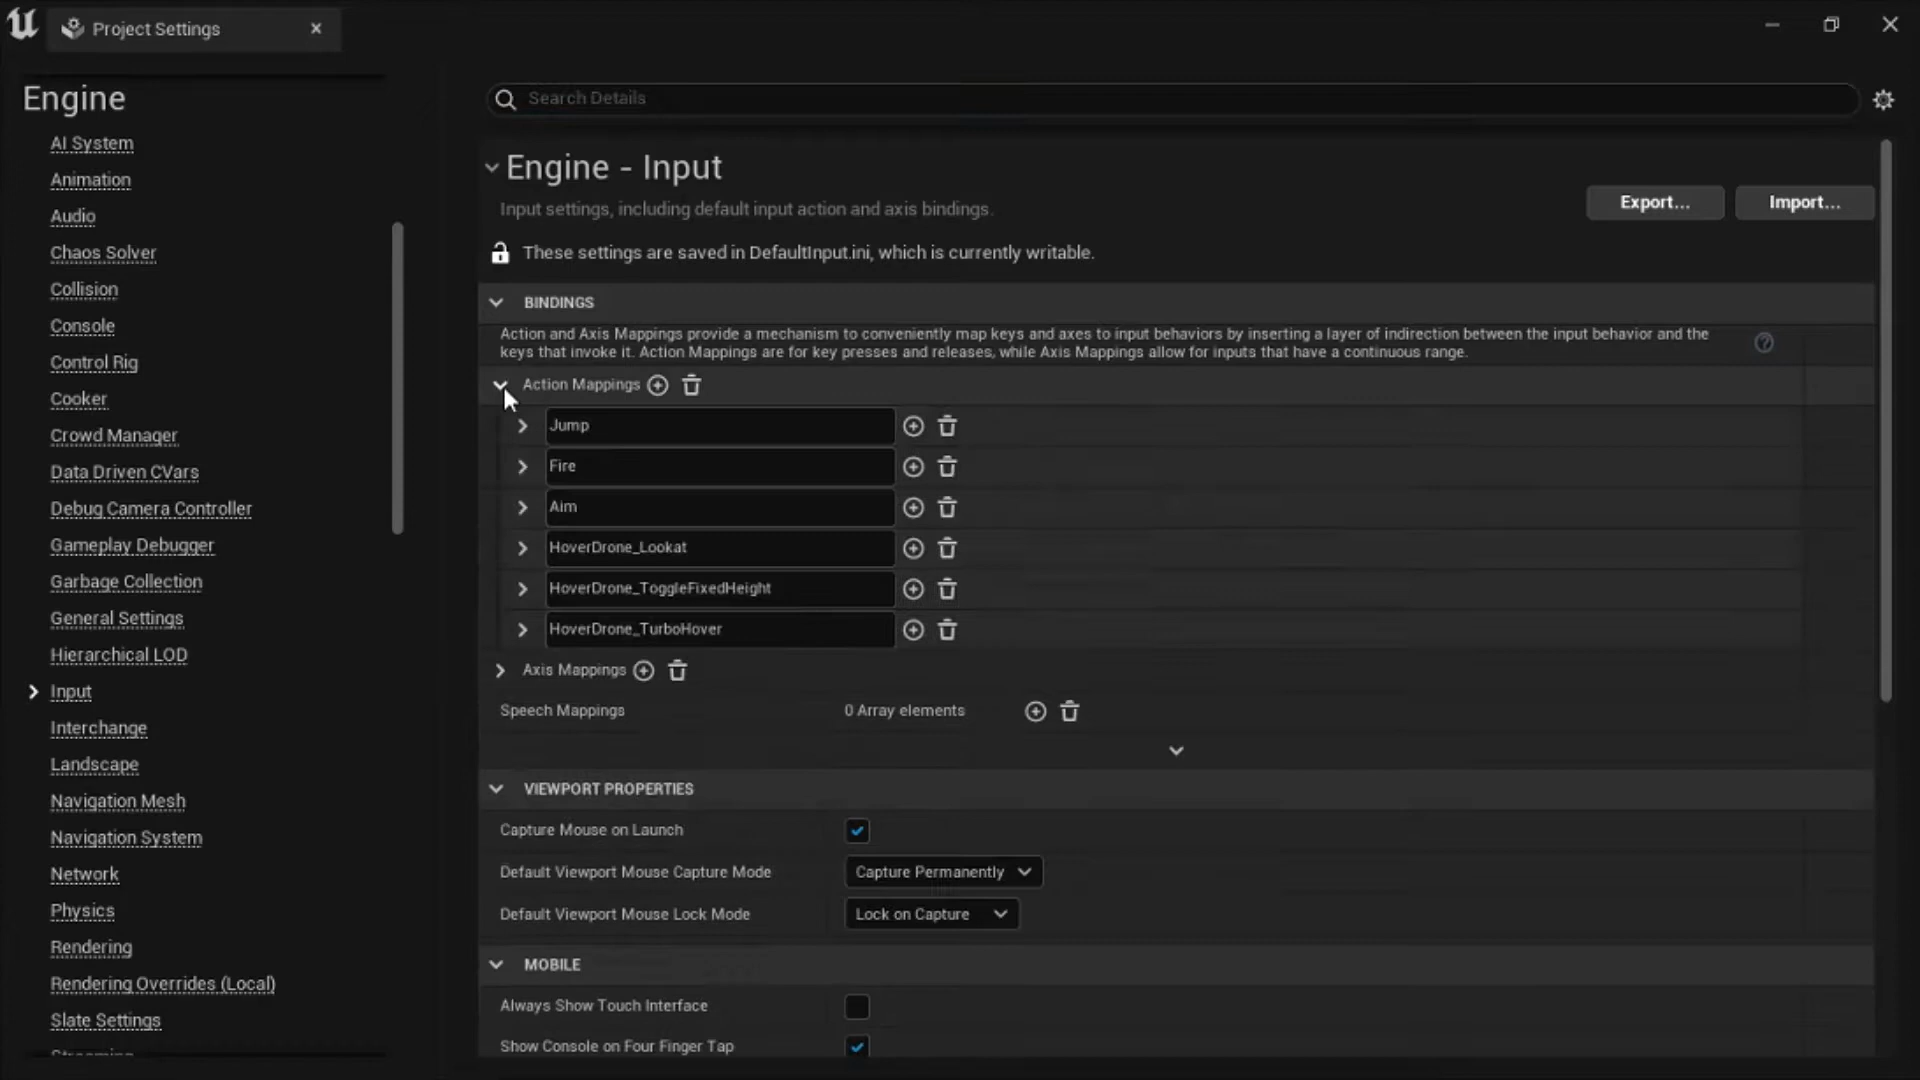 Project Settings
Engine
AI System
Animation
Audio
Chaos Solver
Collision
Console
Control Rig
Cooker
Crowd Manager
Data Driven CVars
Debug Camera Controller
Gameplay Debugger
Garbage Collection
General Settings
Hierarchical LOD
Input
Interchange
Landscape
Navigation Mesh
Navigation System
Network
Physics
Rendering
Rendering Overrides (Local)
Slate Settings
Search Details
Engine - Input
Input settings, including default input action and axis bindings.
Export...
Import...
These settings are saved in DefaultInput.ini, which is currently writable.
BINDINGS
Action and Axis Mappings provide a mechanism to conveniently map keys and axes to input behaviors by inserting a layer of indirection between the input behavior and the
keys that invoke it. Action Mappings are for key presses and releases, while Axis Mappings allow for inputs that have a continuous range.
Action Mappings
Jump
Fire
Aim
HoverDrone_Lookat
HoverDrone_ToggleFixedHeight
HoverDrone_TurboHover
Axis Mappings
Speech Mappings
0 Array elements
VIEWPORT PROPERTIES
Capture Mouse on Launch
Default Viewport Mouse Capture Mode
Capture Permanently
Default Viewport Mouse Lock Mode
Lock on Capture
MOBILE
Always Show Touch Interface
Show Console on Four Finger Tap